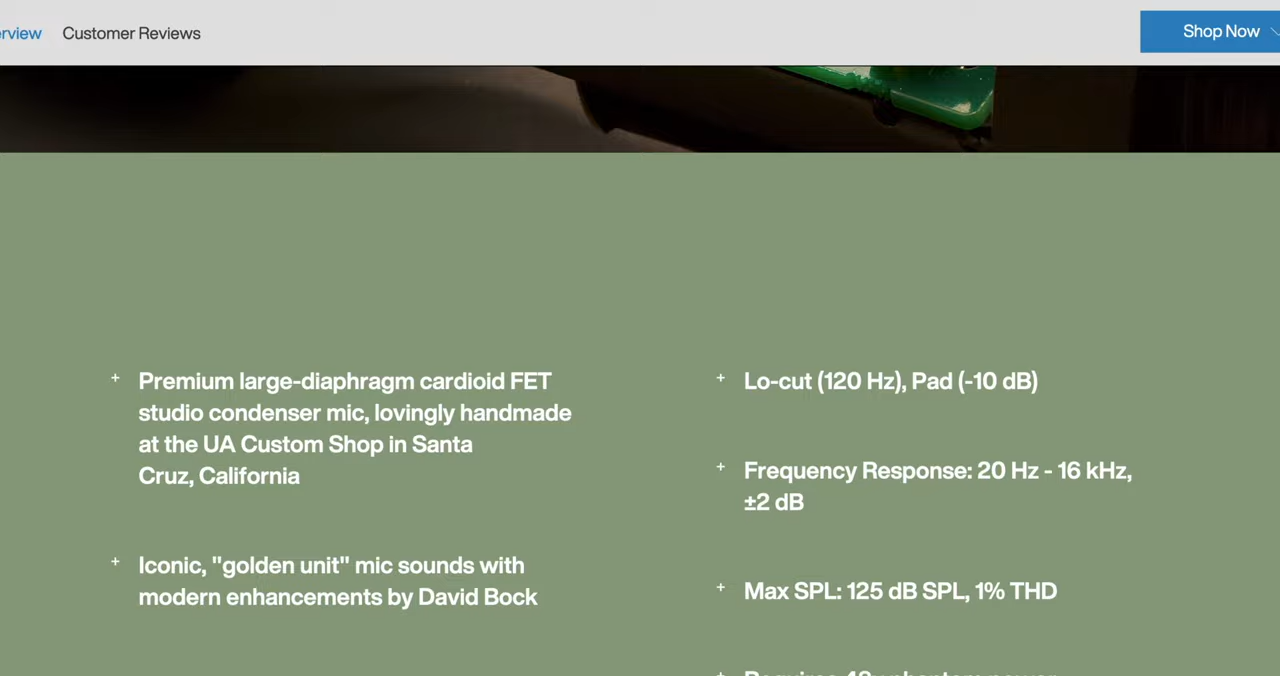 Customer Reviews
Shop Now
Premium large-diaphragm cardioid FET
studio condenser mic, lovingly handmade
at the UA Custom Shop in Santa
Cruz, California
Iconic, "golden unit" mic sounds with
modern enhancements by David Bock
Lo-cut (120 Hz), Pad (-10 dB)
Frequency Response: 20 Hz - 16 kHz,
±2 dB
Max SPL: 125 dB SPL, 1% THD